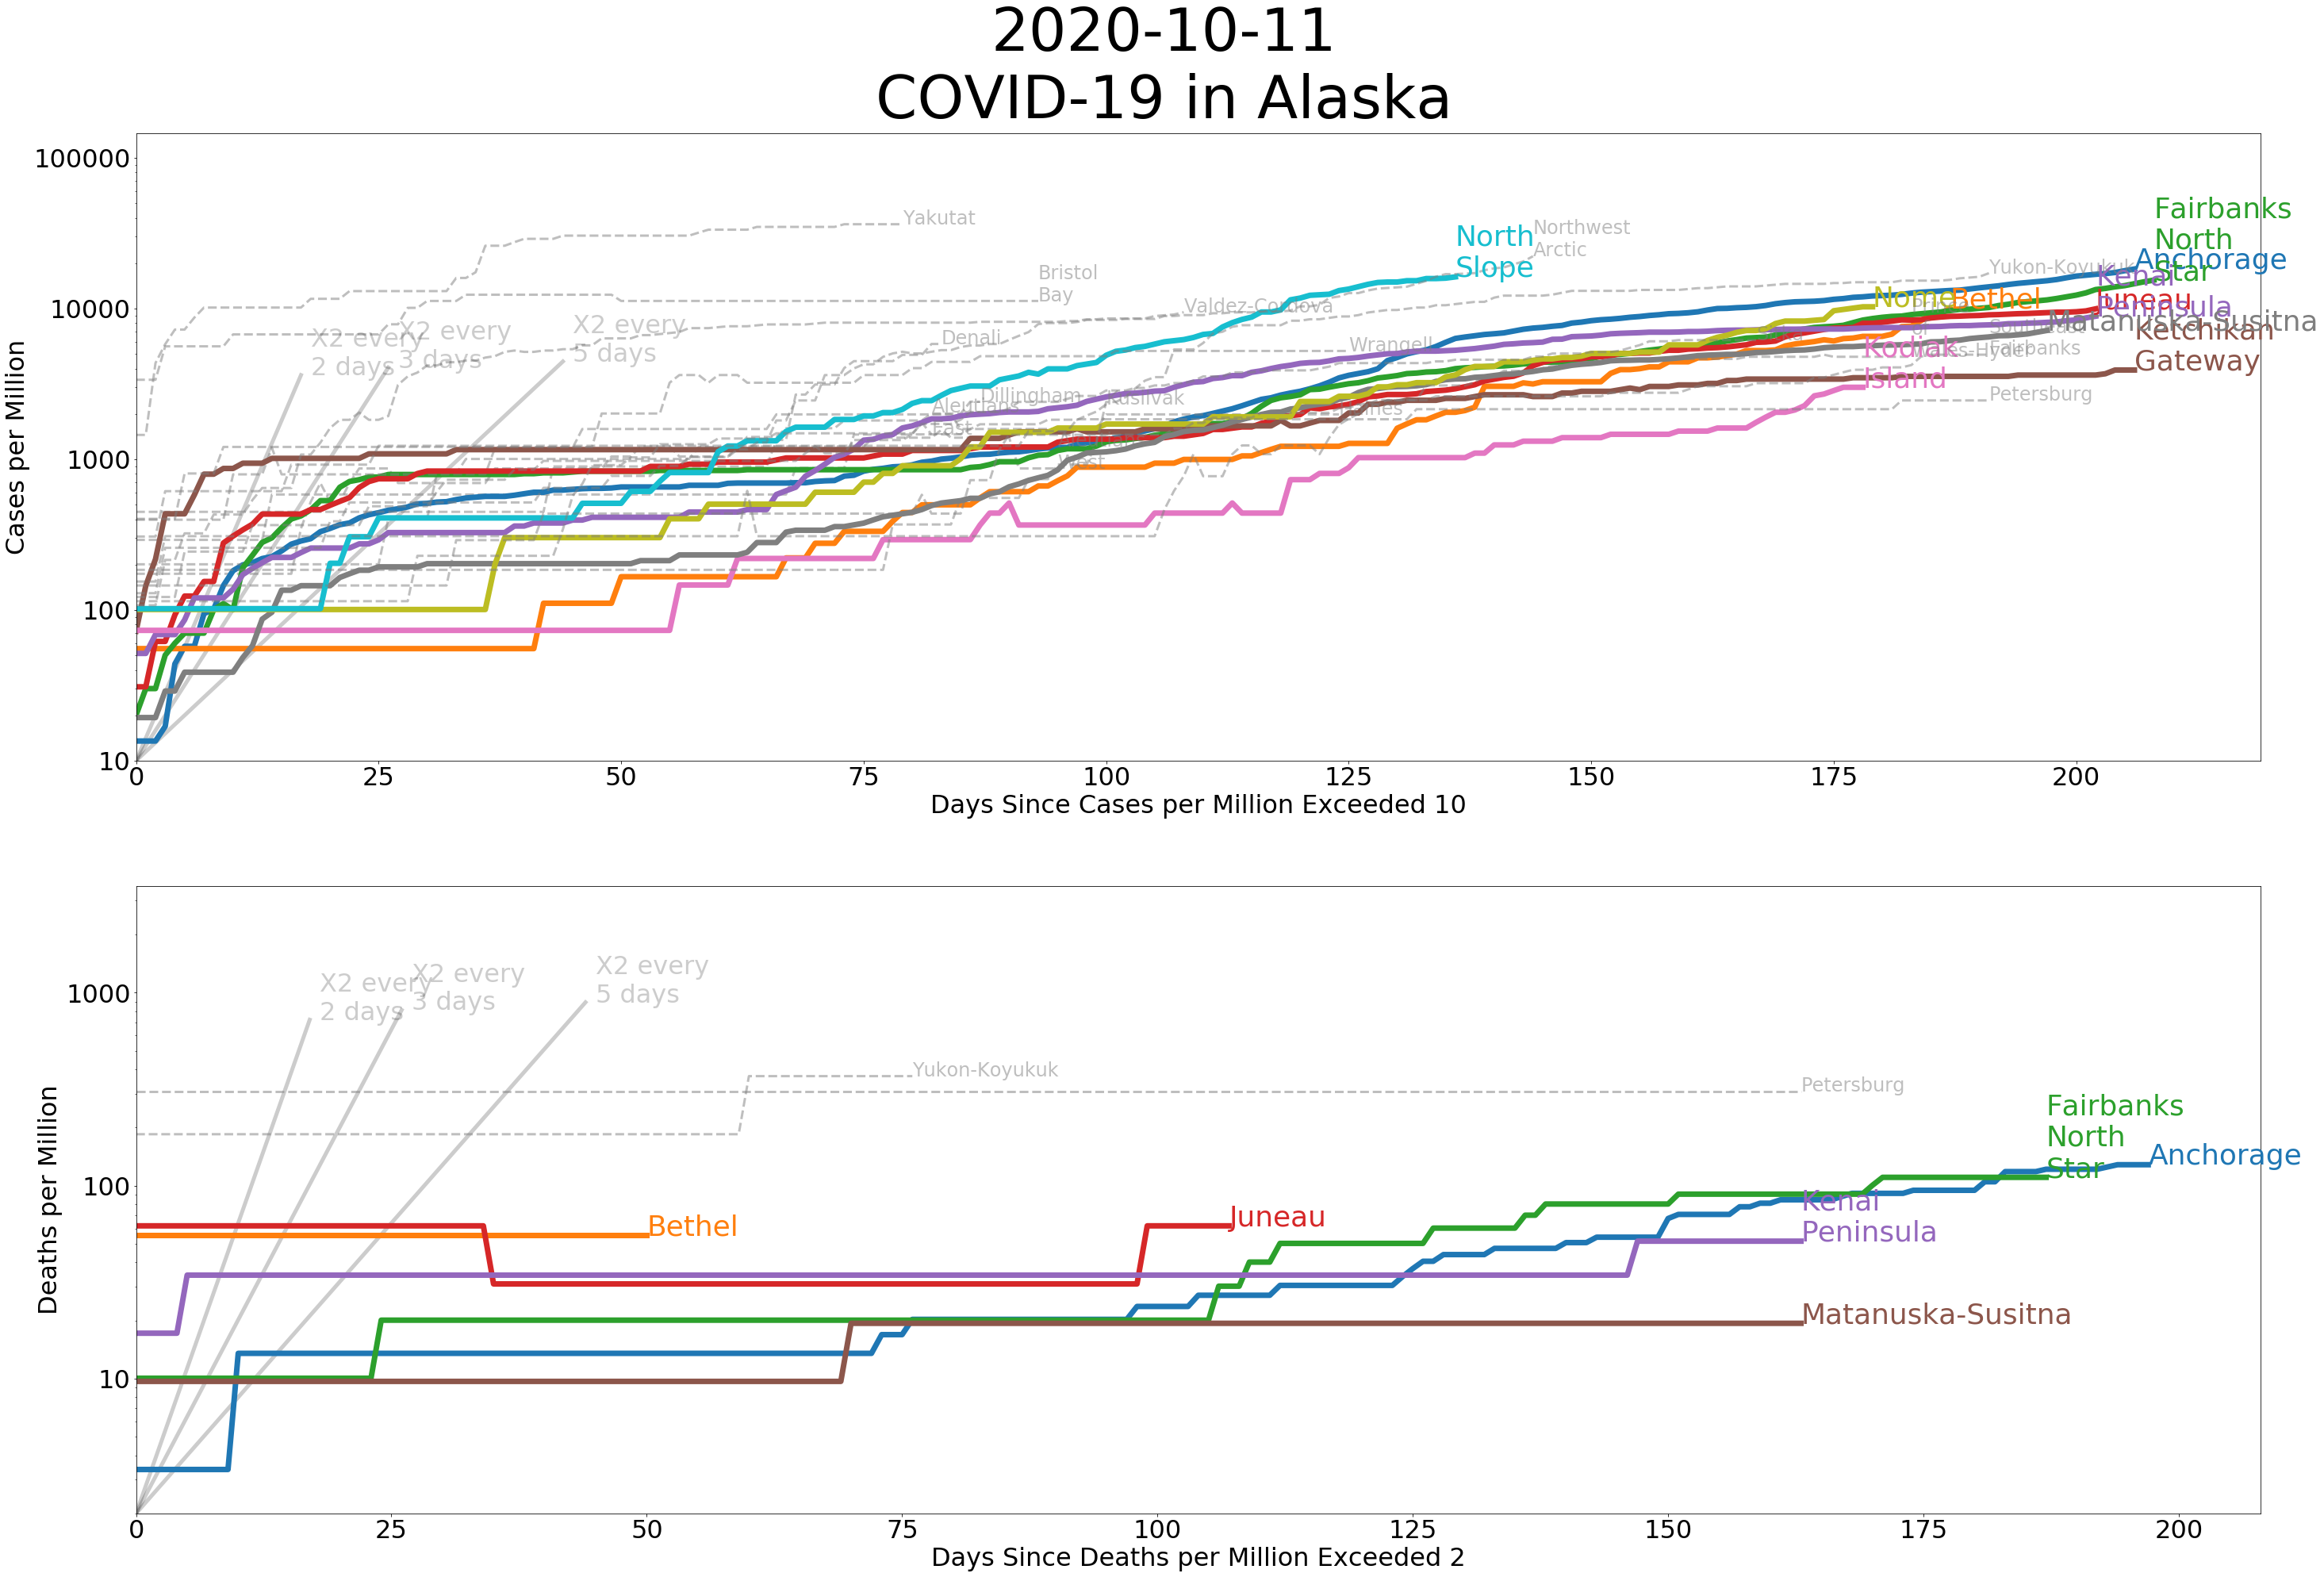 2020-10-11
COVID-19 in Alaska
Cases per Million
100000
10000
1000
100
10
0
25
50
75
100
125
150
175
200
Days Since Cases per Million Exceeded 10
X2 every
2 days
X2 every
3 days
X2 every
5 days
Yakutat
Bristol
Bay
Denali
Valdez-Cordova
Dillingham
Aleutians
East
Kusilvak
West
Wrangell
North
Slope
Northwest
Arctic
Yukon-Koyukuk
Nome
Bethel
Kodiak
Island
Petersburg
Fairbanks
North
Star
Anchorage
Kenai
Peninsula
Juneau
Matanuska-Susitna
Ketchikan
Gateway
Fairbanks
Deaths per Million
1000
100
10
0
25
50
75
100
125
150
175
200
Days Since Deaths per Million Exceeded 2
X2 every
2 days
X2 every
3 days
X2 every
5 days
Yukon-Koyukuk
Petersburg
Fairbanks
North
Star
Anchorage
Kenai
Peninsula
Bethel
Juneau
Matanuska-Susitna